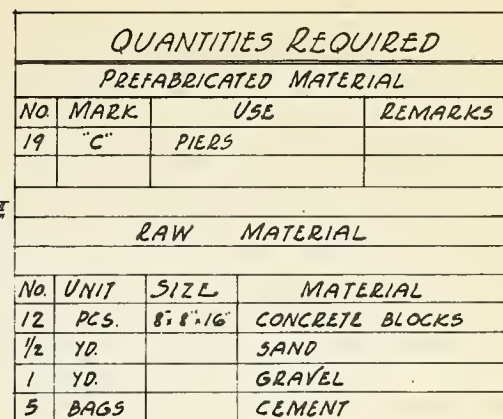 QUANTITIES REQUIRED
PREFABRICATED MATERIAL
NO. MARK USE REMARKS
19 "C" PIERS
RAW MATERIAL
No. UNIT SIZE MATERIAL
12 PCS. 8"x8"x16" CONCRETE BLOCKS
1/2 YD. SAND
1 YD. GRAVEL
5 BAGS CEMENT